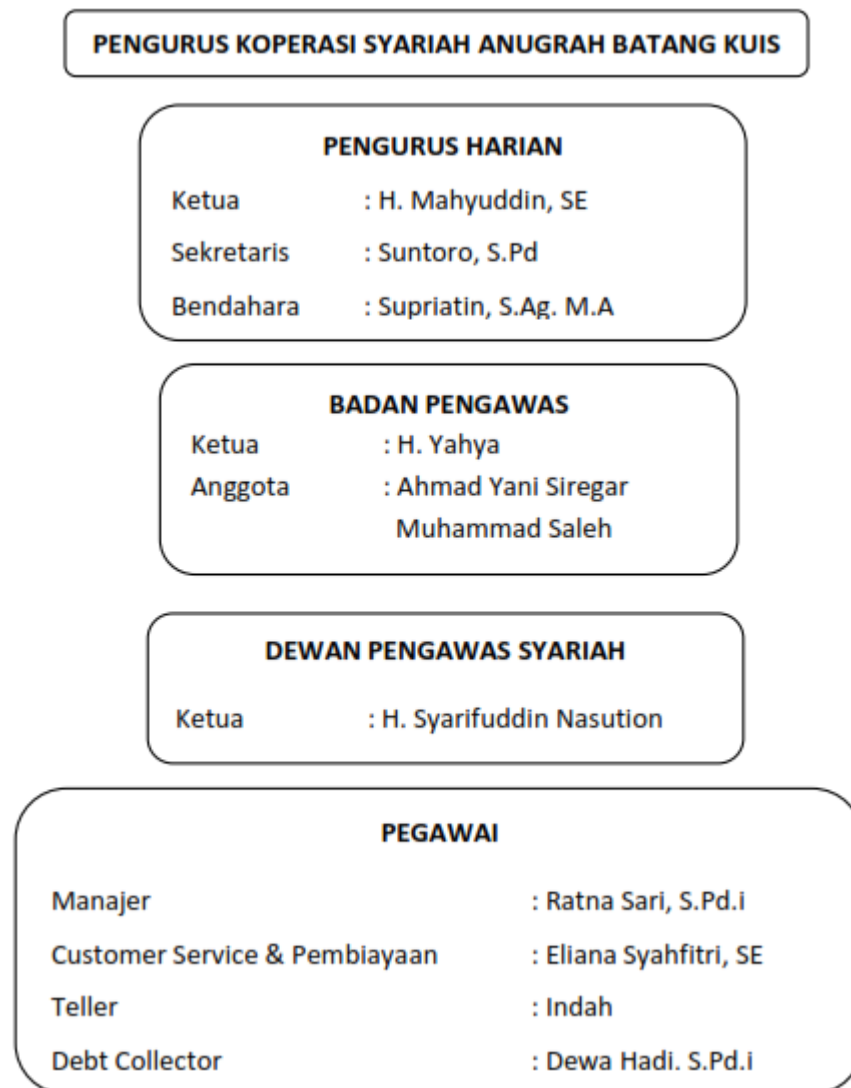 PENGURUS KOPERASI SYARIAH ANUGRAH BATANG KUIS
PENGURUS HARIAN
Ketua : H. Mahyuddin, SE
Sekretaris : Suntoro, S.Pd
Bendahara : Supriatin, S.Ag. M.A
BADAN PENGAWAS
Ketua : H. Yahya
Anggota : Ahmad Yani Siregar
Muhammad Saleh
DEWAN PENGAWAS SYARIAH
Ketua : H. Syarifuddin Nasution
PEGAWAI
Manajer : Ratna Sari, S.Pd.i
Customer Service & Pembiayaan : Eliana Syahfitri, SE
Teller : Indah
Debt Collector : Dewa Hadi. S.Pd.i